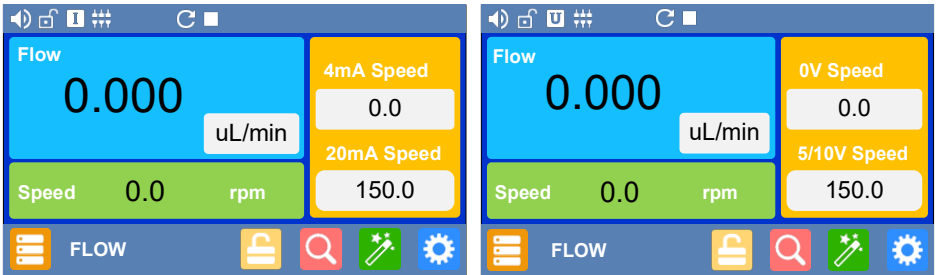 I
Flow
0.000
uL/min
4mA Speed
0.0
20mA Speed
150.0
Speed 0.0 rpm
FLOW
U
Flow
0.000
uL/min
0V Speed
0.0
5/10V Speed
150.0
Speed 0.0 rpm
FLOW